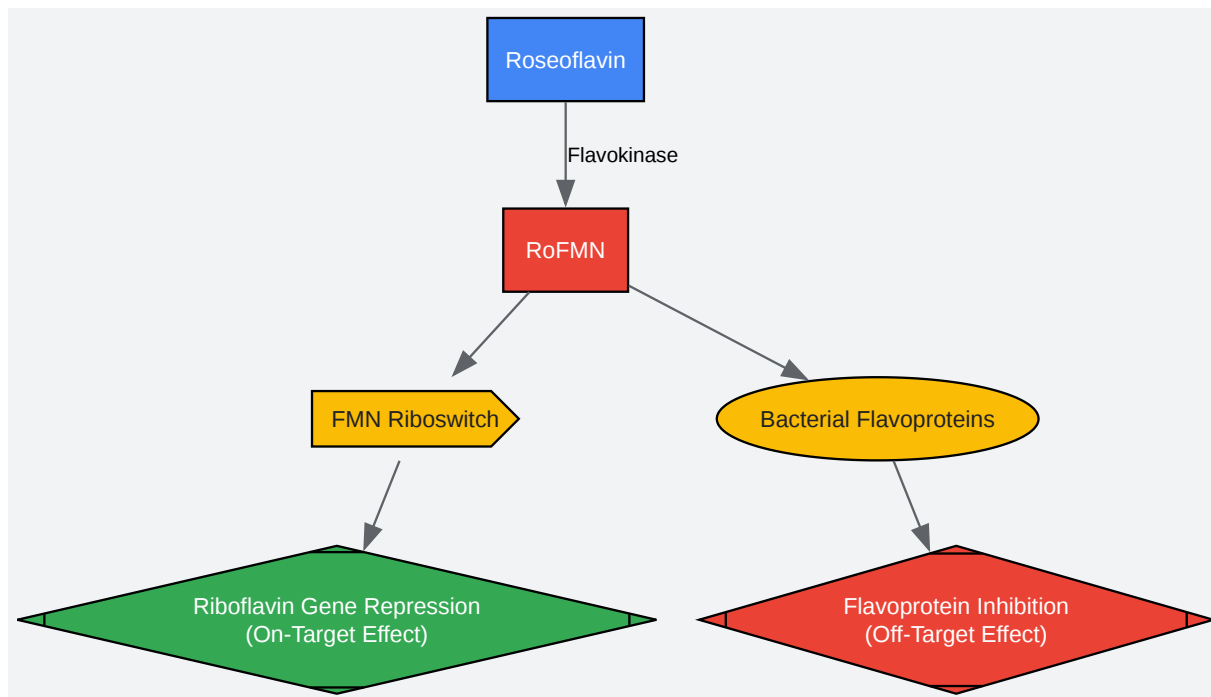 Roseoflavin
Flavokinase
RoFMN
FMN Riboswitch
Bacterial Flavoproteins
Riboflavin Gene Repression
(On-Target Effect)
Flavoprotein Inhibition
(Off-Target Effect)